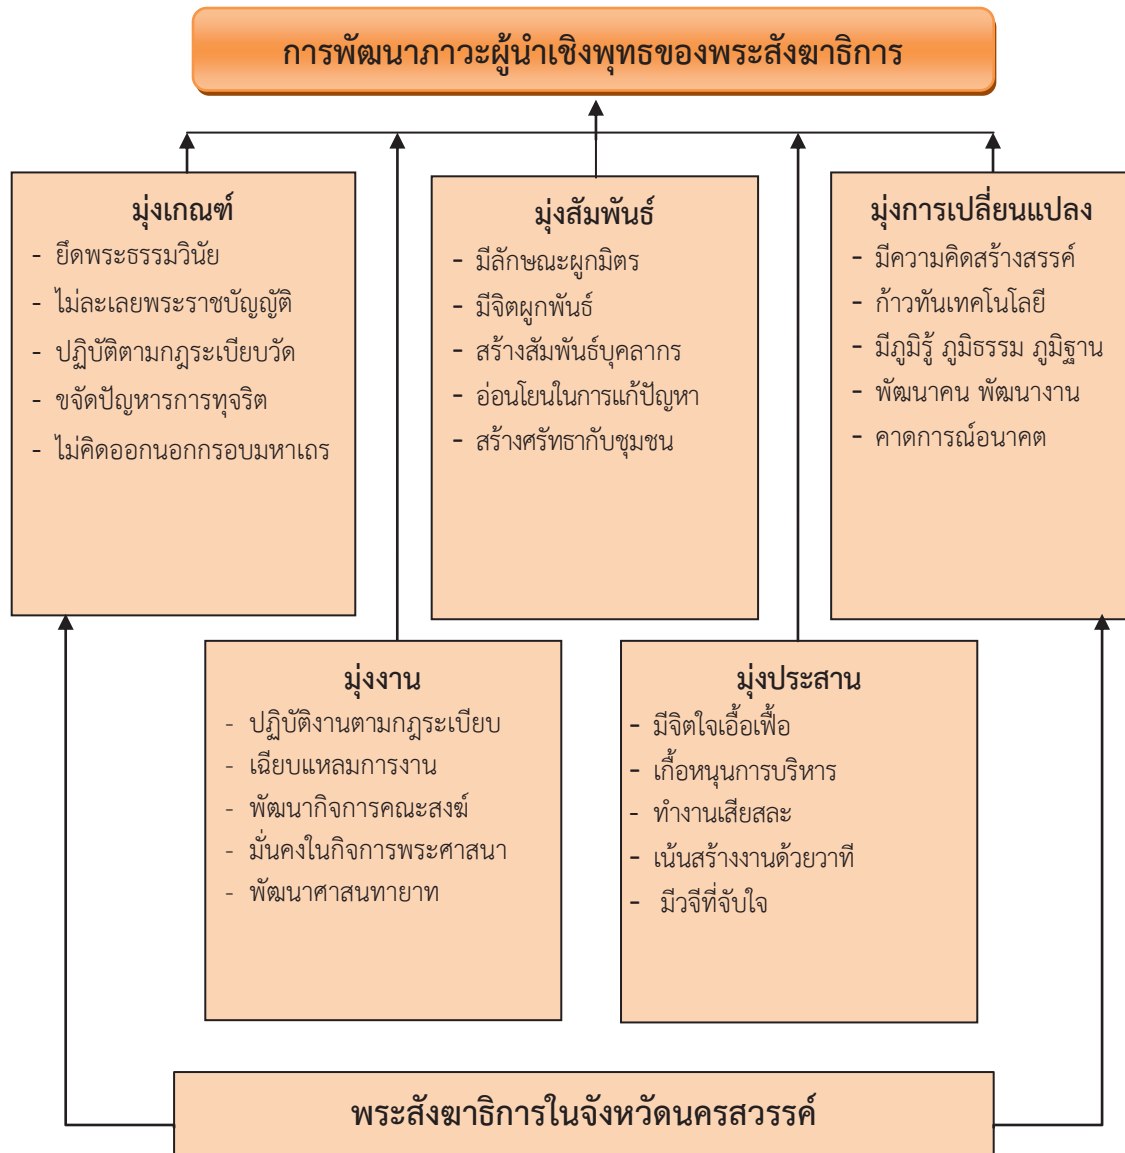 การพัฒนาภาวะผู้นำเชิงพุทธของพระสังฆาธิการ
มุ่งเกณฑ์
- ยึดพระธรรมวินัย
- ไม่ละเลยพระราชบัญญัติ
- ปฏิบัติตามกฎระเบียบวัด
- ขจัดปัญหารการทุจริต
- ไม่คิดออกนอกกรอบมหาเถร
มุ่งสัมพันธ์
- มีลักษณะผูกมิตร
- มีจิตผูกพันธ์
- สร้างสัมพันธ์บุคลากร
- อ่อนโยนในการแก้ปัญหา
- สร้างศรัทธากับชุมชน
มุ่งการเปลี่ยนแปลง
- มีความคิดสร้างสรรค์
- ก้าวทันเทคโนโลยี
- มีภูมิรู้ ภูมิธรรม ภูมิฐาน
- พัฒนาคน พัฒนางาน
- คาดการณ์อนาคต
มุ่งงาน
- ปฏิบัติงานตามกฎระเบียบ
- เฉียบแหลมการงาน
- พัฒนากิจการคณะสงฆ์
- มั่นคงในกิจการพระศาสนา
- พัฒนาศาสนทายาท
มุ่งประสาน
- มีจิตใจเอื้อเฟื้อ
- เกื้อหนุนการบริหาร
- ทำงานเสียสละ
- เน้นสร้างงานด้วยวาที
- มีวจีที่จับใจ
พระสังฆาธิการในจังหวัดนครสวรรค์